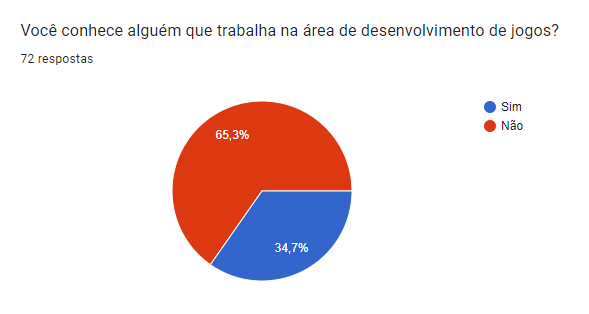 Você conhece alguém que trabalha na área de desenvolvimento de jogos?
72 respostas
Sim
Não
65,3%
34,7%